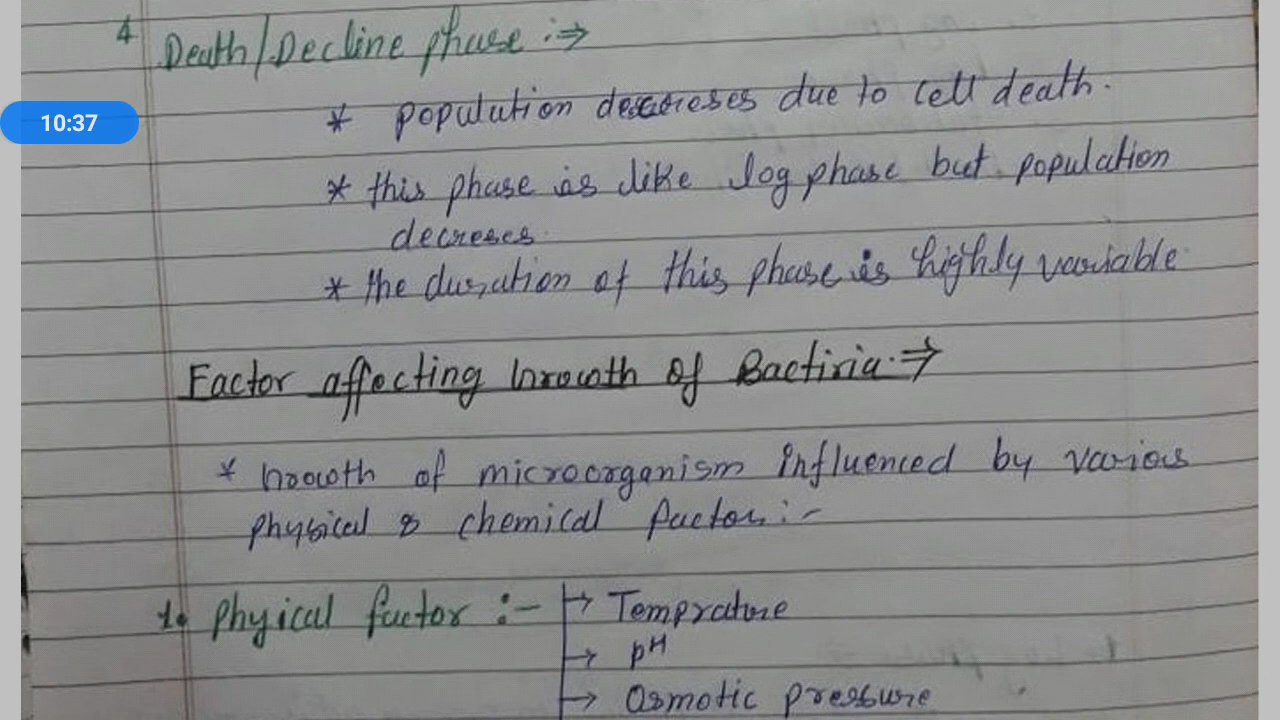 4 Death/Decline phase :⇒
* population decreses due to cell death.
10:37
* this phase is like log phase but population
decreses.
* the duration of this phase is highly variable
Factor affecting Growth of Bactiria :⇒
* Growth of microorganism influenced by various
physical & chemical factor :-
1. Phyical factor :- → Temprature
→ pH
→ Osmotic pressure